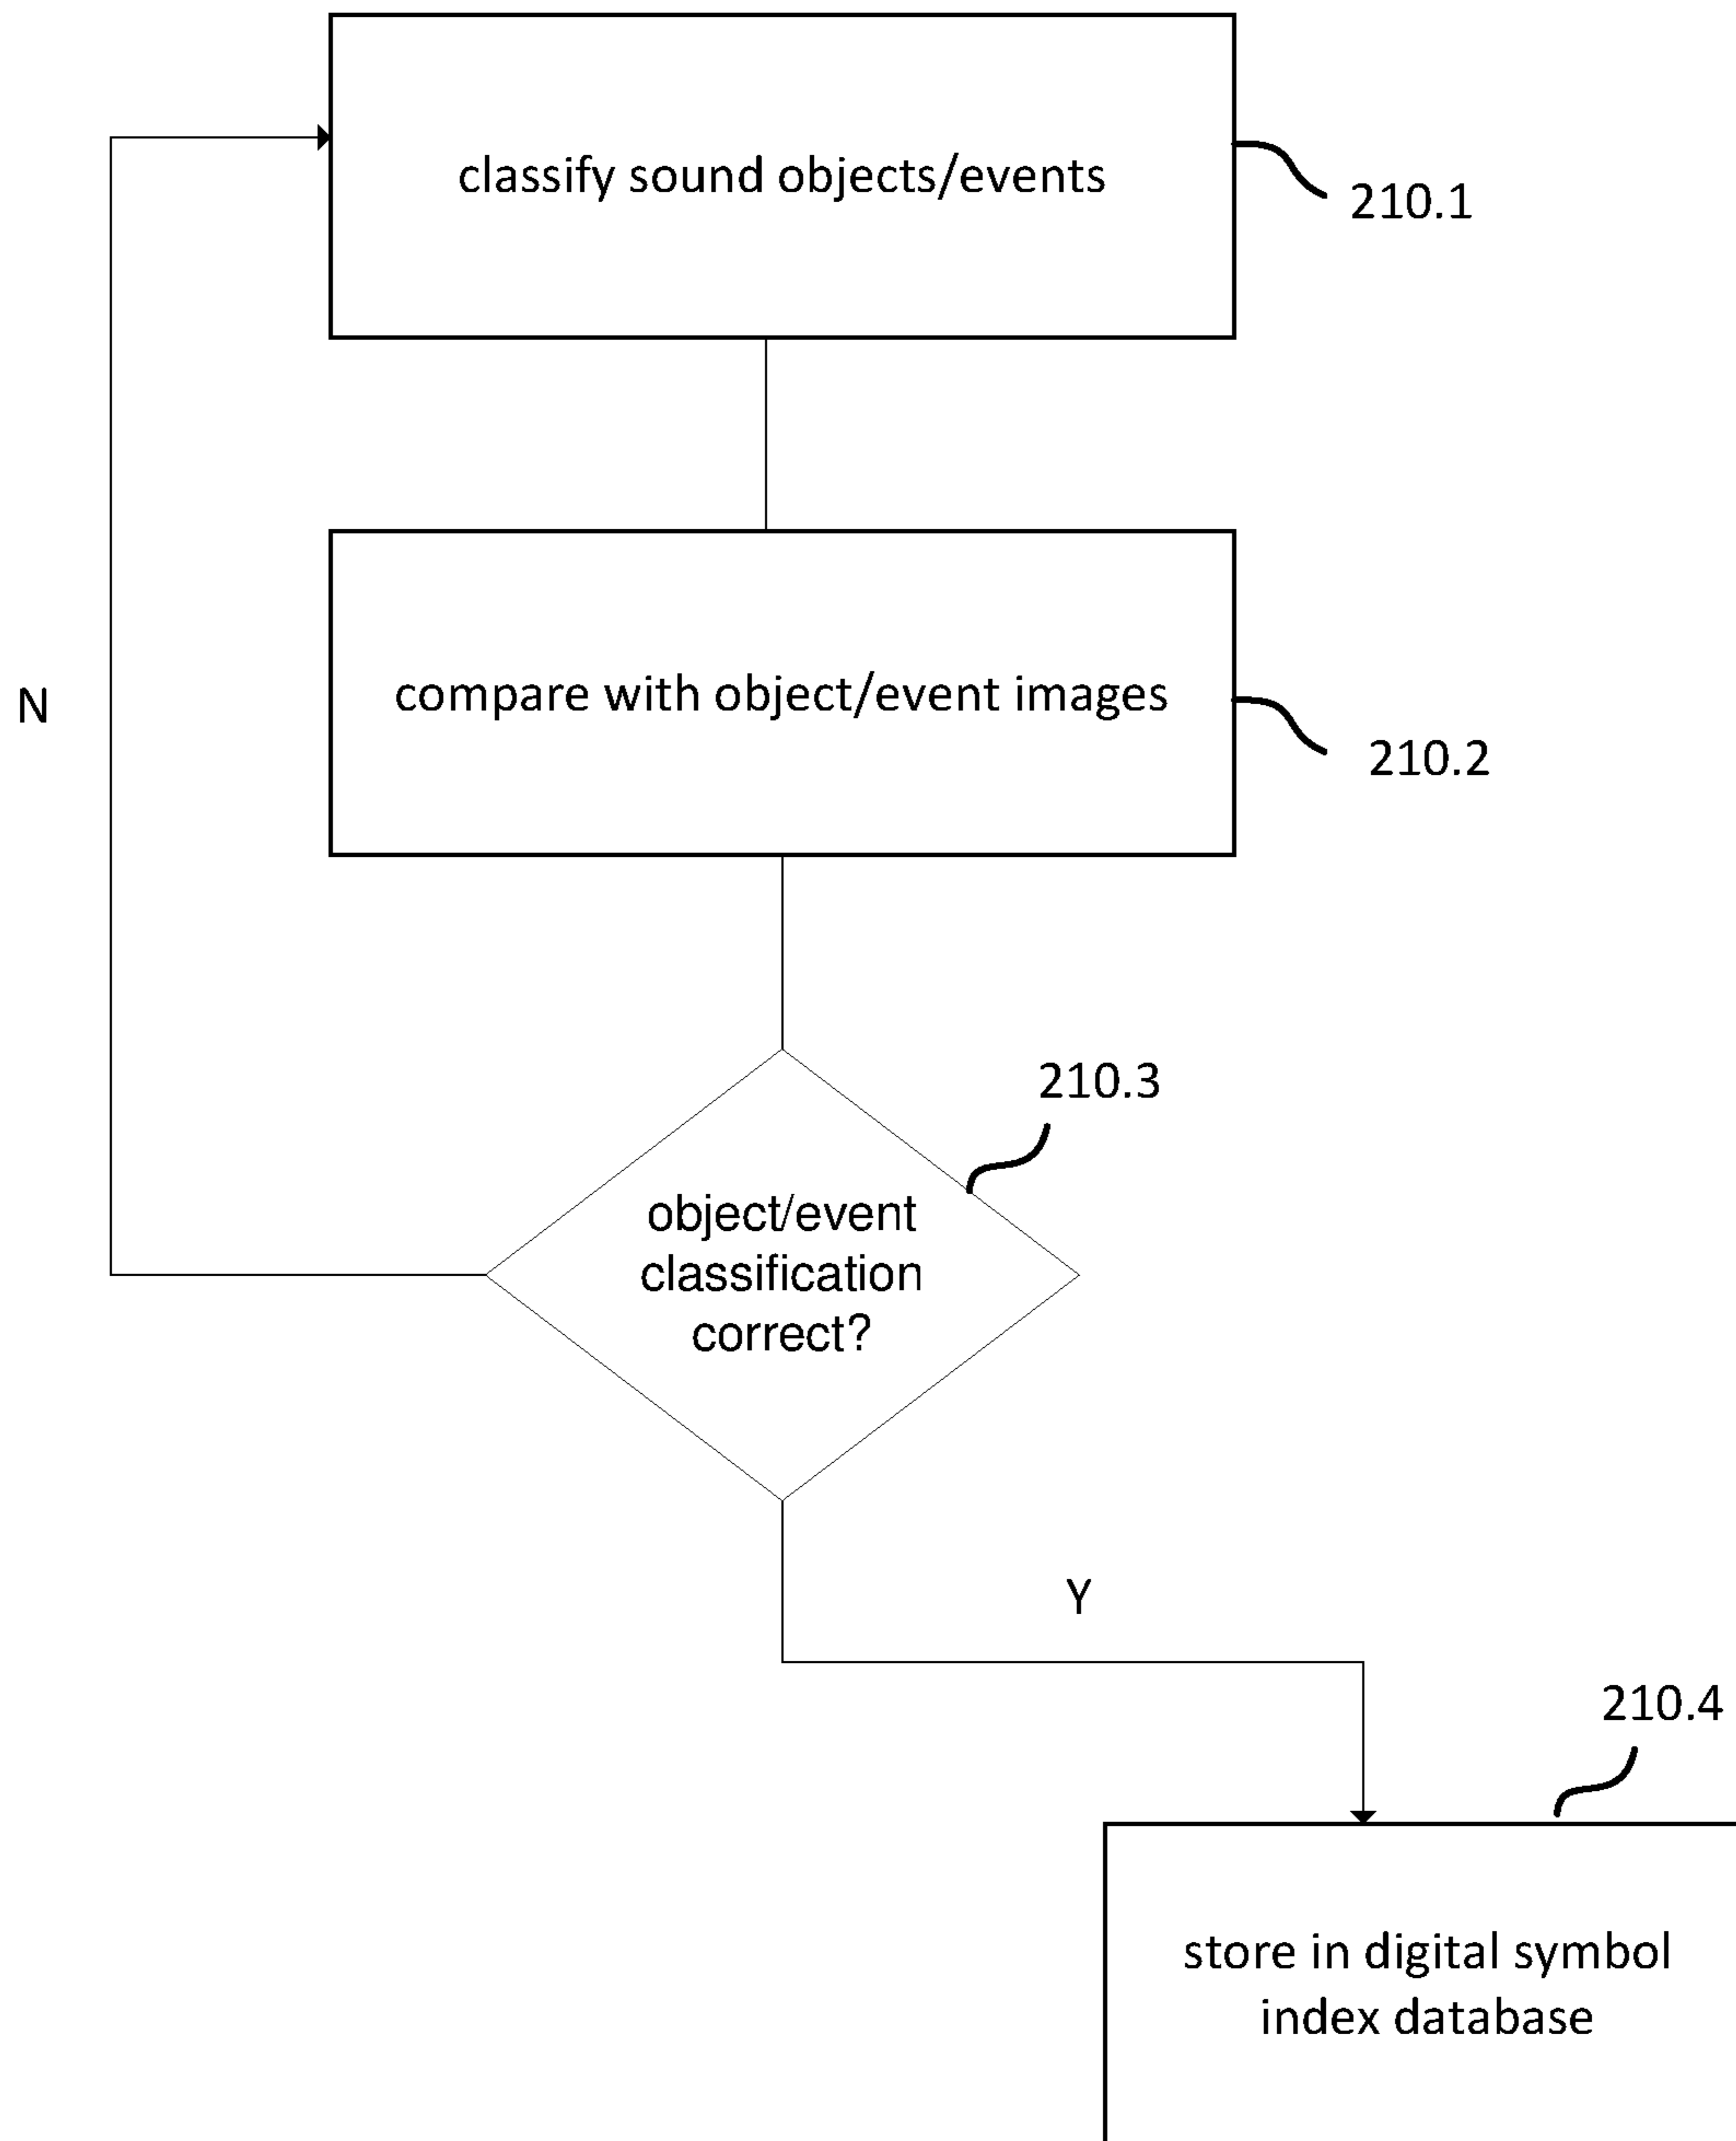 classify sound objects/events
210.1
compare with object/event images
N
210.2
210.3
object/event
classification
correct?
Y
210.4
store in digital symbol
index database